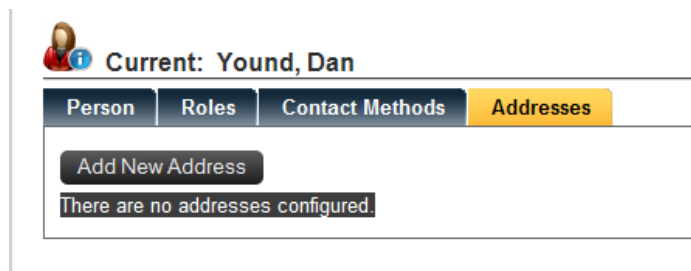 Current: Yound, Dan
Person Roles Contact Methods Addresses
Add New Address
There are no addresses configured.